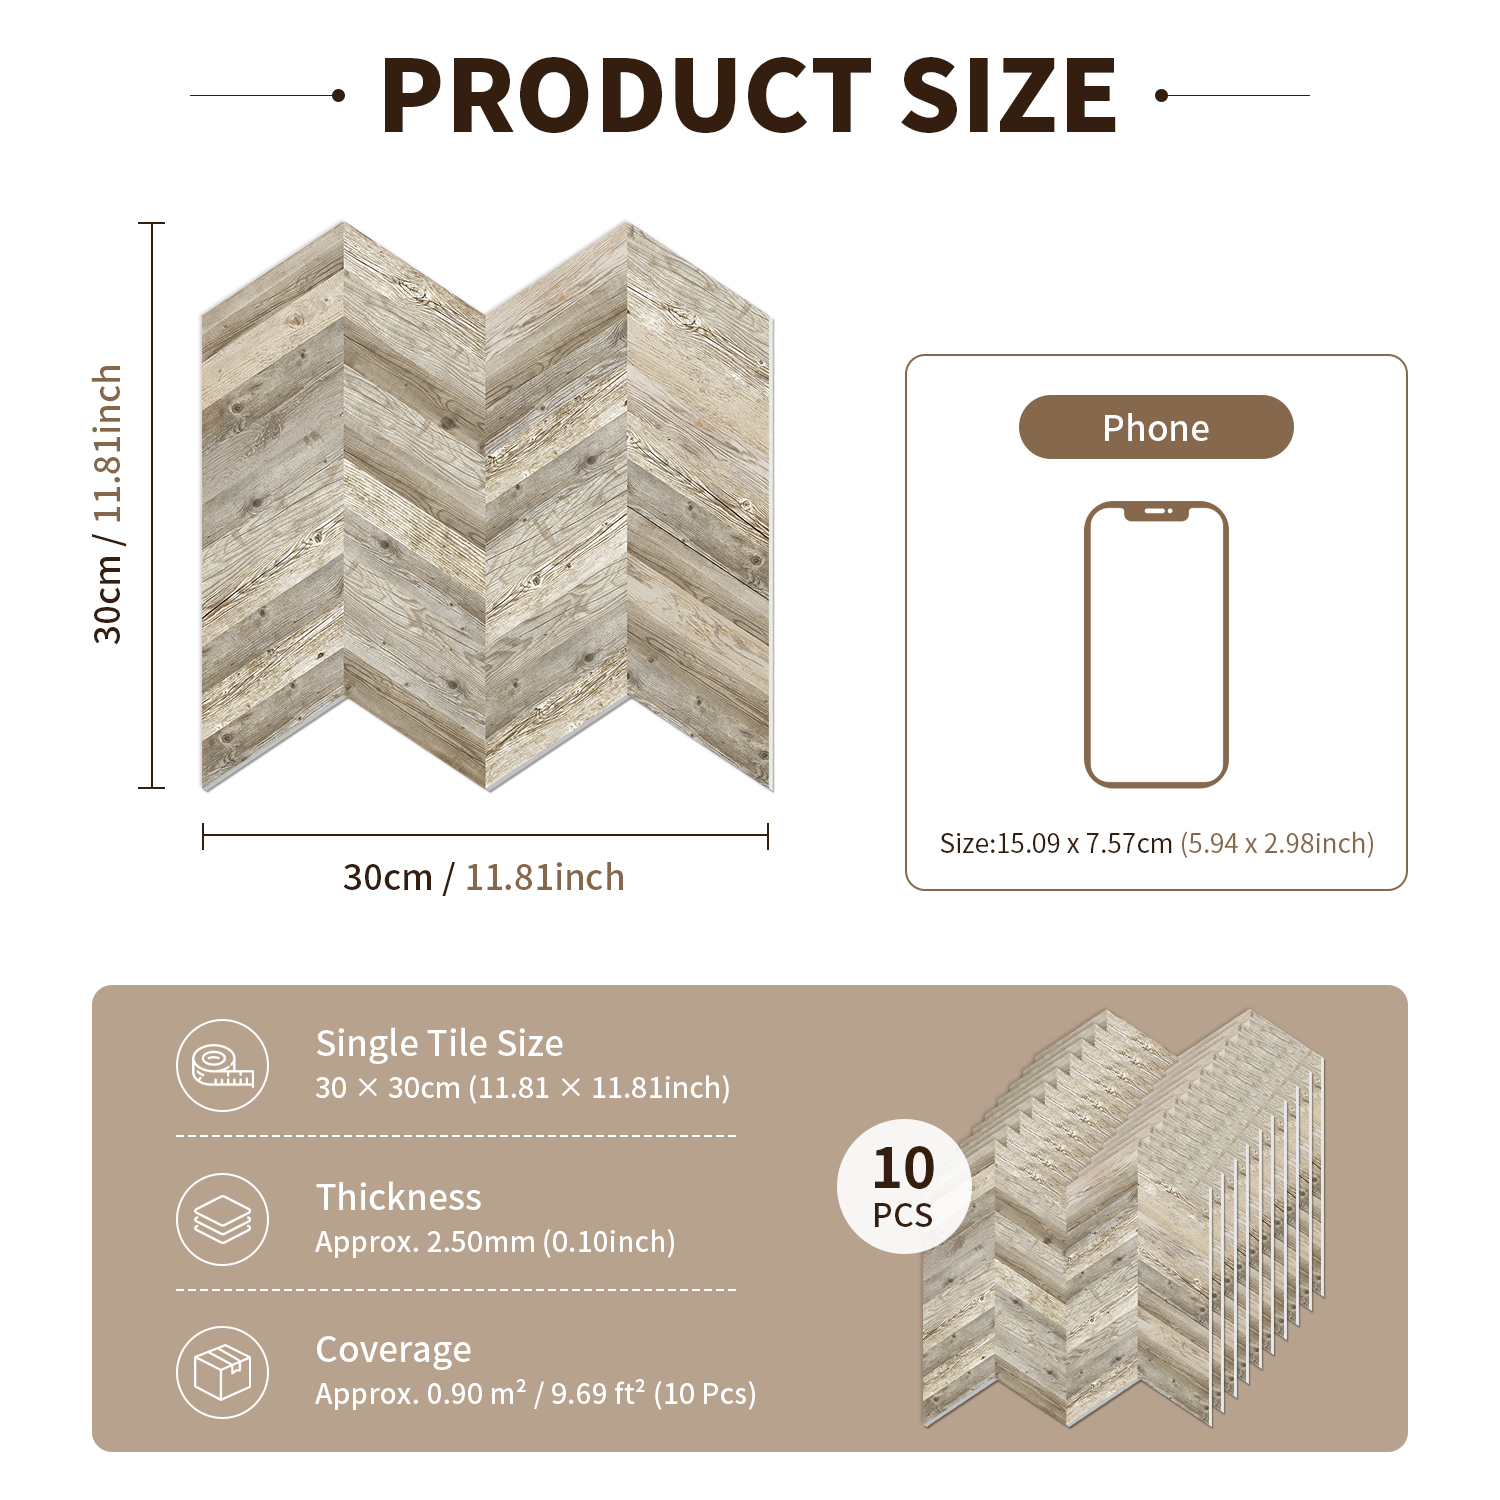 PRODUCT SIZE
30cm / 11.81inch
30cm / 11.81inch
Phone
Size:15.09 x 7.57cm (5.94 x 2.98inch)
Single Tile Size
30 × 30cm (11.81 × 11.81inch)
Thickness
Approx. 2.50mm (0.10inch)
Coverage
Approx. 0.90 m² / 9.69 ft² (10 Pcs)
10
PCS